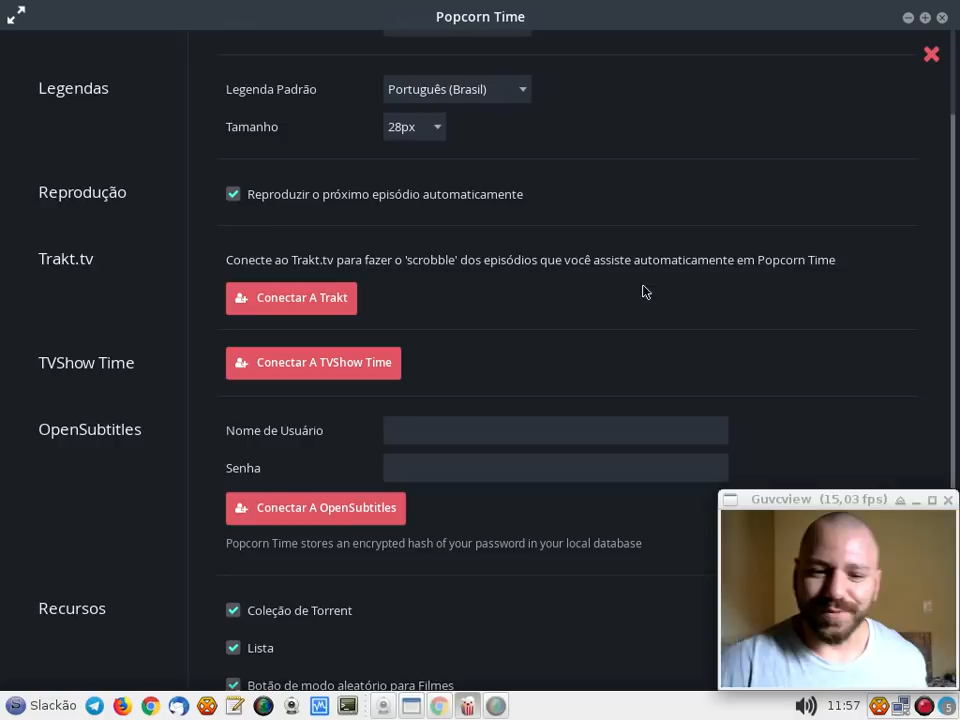 Popcorn Time
Legendas
Legenda Padrão
Português (Brasil)
Tamanho
28px
Reprodução
Reproduzir o próximo episódio automaticamente
Trakt.tv
Conecte ao Trakt.tv para fazer o 'scrobble' dos episódios que você assiste automaticamente em Popcorn Time
Conectar A Trakt
TVShow Time
Conectar A TVShow Time
OpenSubtitles
Nome de Usuário
Senha
Conectar A OpenSubtitles
Popcorn Time stores an encrypted hash of your password in your local database
Guvcview (15,03 fps)
Recursos
Coleção de Torrent
Lista
Botão de modo aleatório para Filmes
Slackão
11:57
5